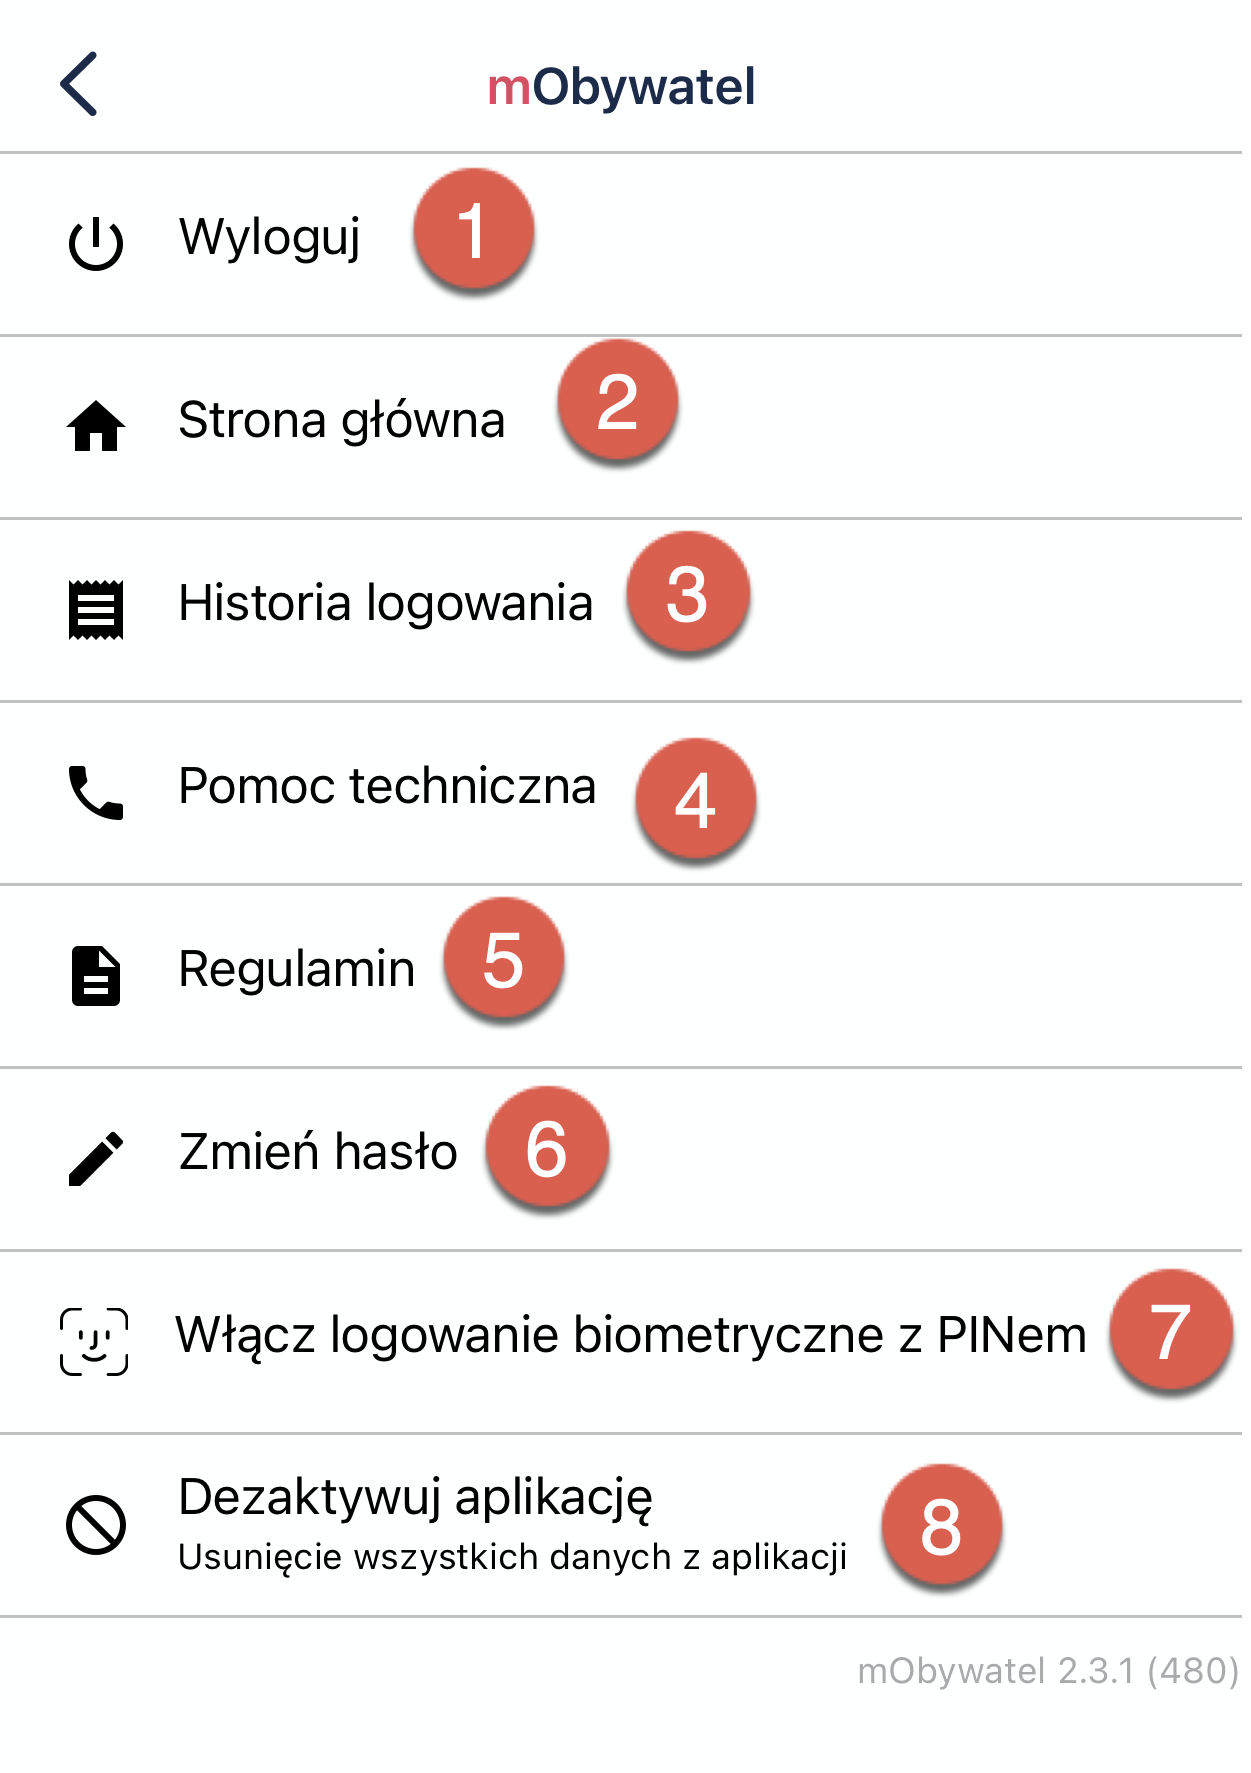 mObywatel
Wyloguj 1
Strona główna 2
Historia logowania 3
Pomoc techniczna 4
Regulamin 5
Zmień hasło 6
Włącz logowanie biometryczne z PINem 7
Dezaktywuj aplikację 8
Usunięcie wszystkich danych z aplikacji
mObywatel 2.3.1 (480)